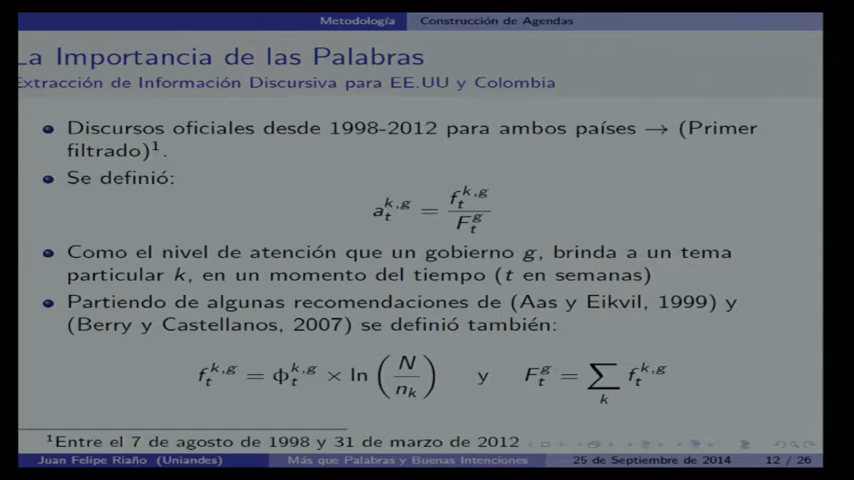 Metodología Construcción de Agendas
La Importancia de las Palabras
Extracción de Información Discursiva para EE.UU y Colombia
Discursos oficiales desde 1998-2012 para ambos países → (Primer
filtrado)¹.
Se definió:
a_t^{k,g} = f_t^{k,g} / F_t^g
Como el nivel de atención que un gobierno g, brinda a un tema
particular k, en un momento del tiempo (t en semanas)
Partiendo de algunas recomendaciones de (Aas y Eikvil, 1999) y
(Berry y Castellanos, 2007) se definió también:
f_t^{k,g} = ϕ_t^{k,g} × ln (N / n_k) y F_t^g = ∑_k f_t^{k,g}
¹Entre el 7 de agosto de 1998 y 31 de marzo de 2012
Juan Felipe Riaño (Uniandes) Más que Palabras y Buenas Intenciones 25 de Septiembre de 2014 12 / 26